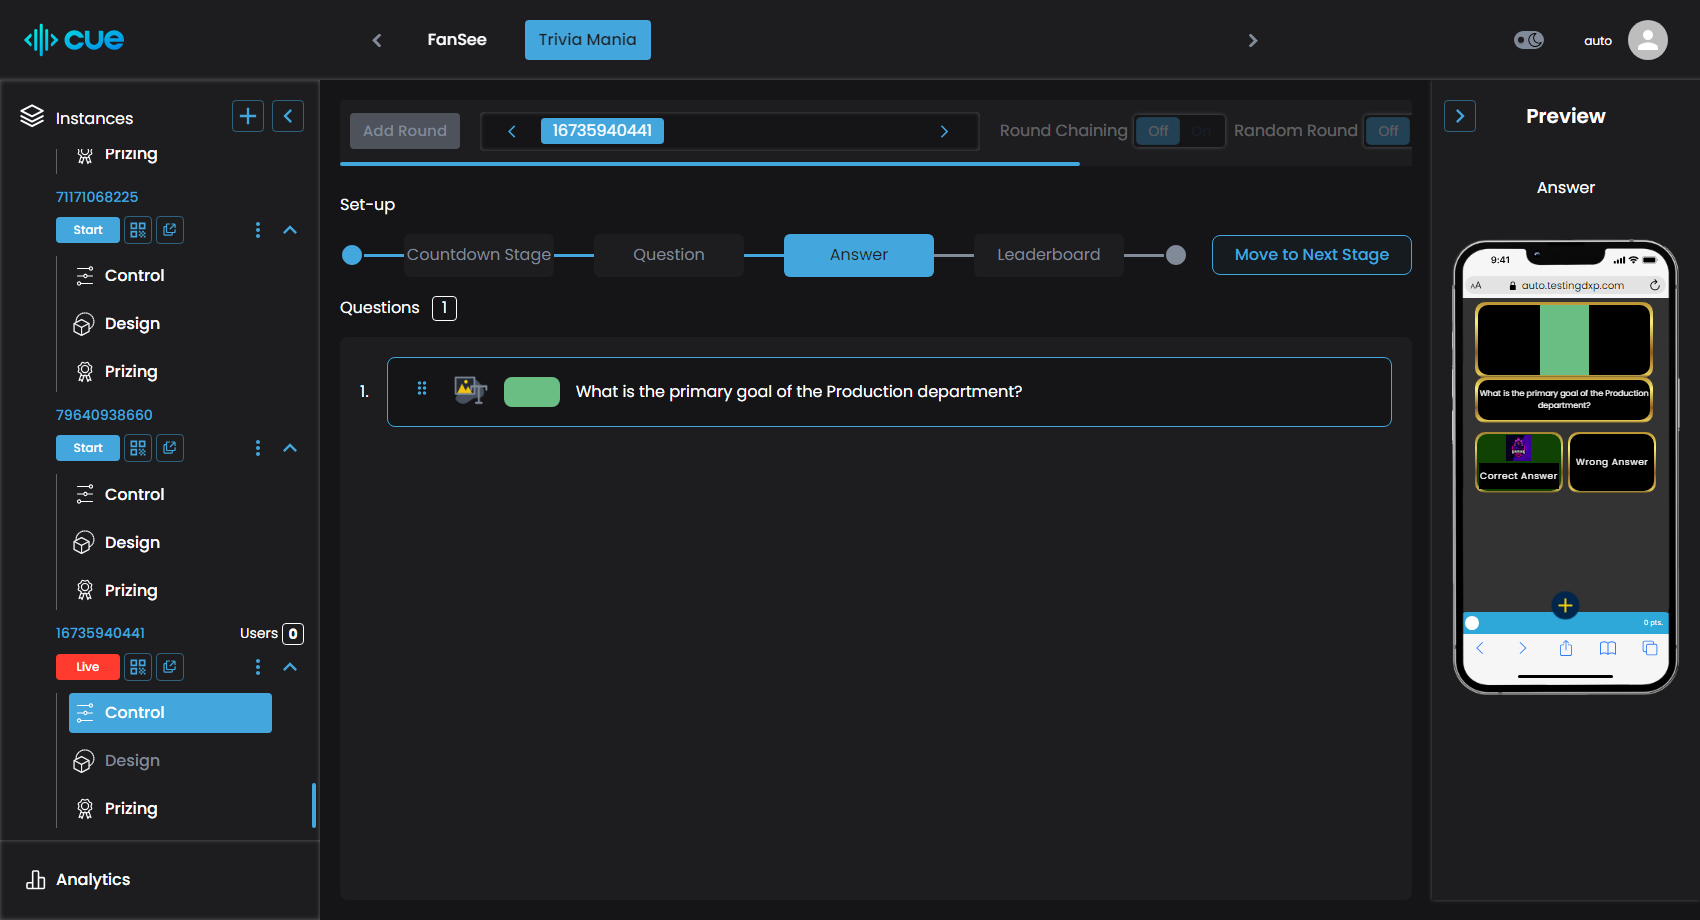 cue
FanSee
Trivia Mania
auto
Instances
Prizing
71171068225
Start
Control
Design
Prizing
79640938660
Start
Control
Design
Prizing
16735940441
Users 0
Live
Control
Design
Prizing
Analytics
Add Round
16735940441
Round Chaining
Off
On
Random Round
Off
Set-up
Countdown Stage
Question
Answer
Leaderboard
Move to Next Stage
Questions 1
1.
What is the primary goal of the Production department?
Preview
Answer
9:41
AA
auto.testingdxp.com
What is the primary goal of the Production
department?
Correct Answer
Wrong Answer
0 pts.